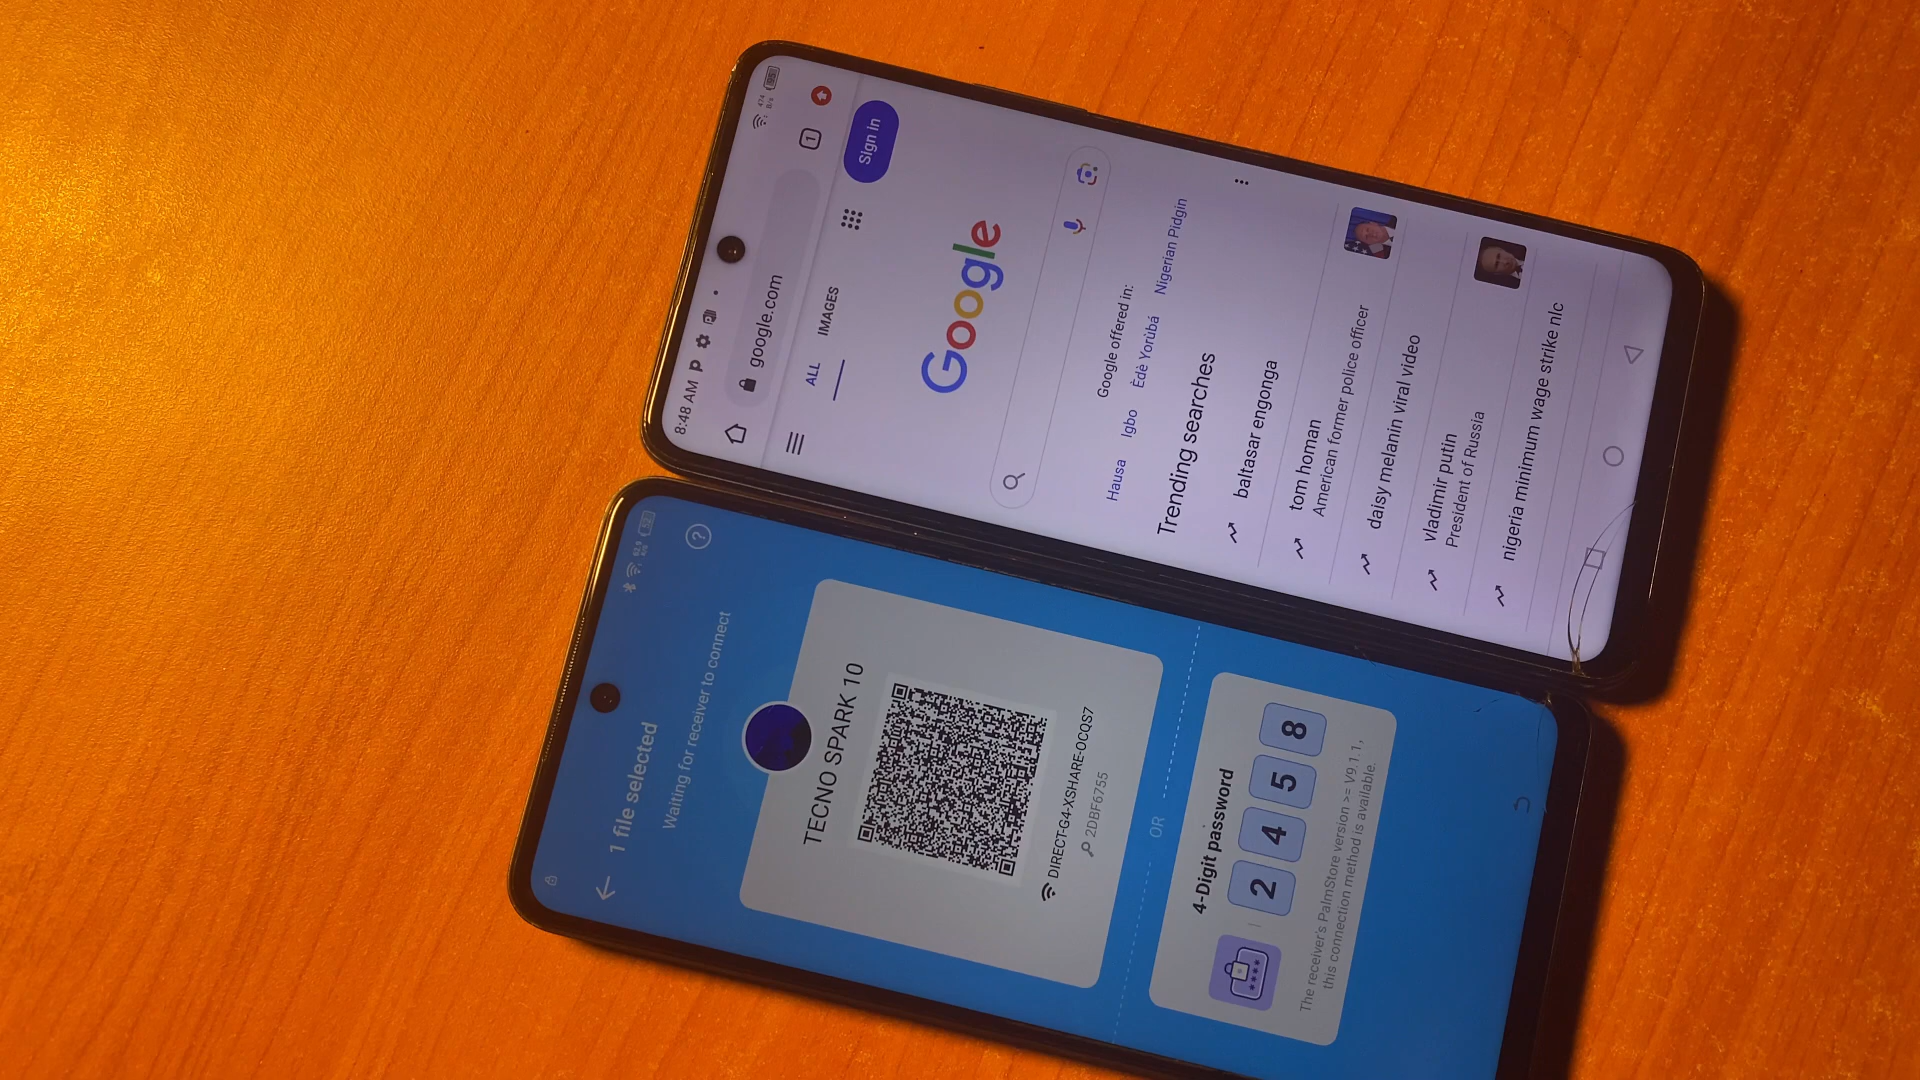 8:48 AM
474 B/s
95
google.com
1
ALL IMAGES
Sign in
Google
Google offered in:
Hausa Igbo Èdè Yorùbá Nigerian Pidgin
Trending searches
baltasar engonga
tom homan
American former police officer
daisy melanin viral video
vladimir putin
President of Russia
nigeria minimum wage strike nlc
1 file selected
Waiting for receiver to connect
TECNO SPARK 10
DIRECT-G4-XSHARE-OCQS7
2DBF6755
OR
4-Digit password
2 4 5 8
The receiver's PalmStore version >= V9.1.1,
this connection method is available.